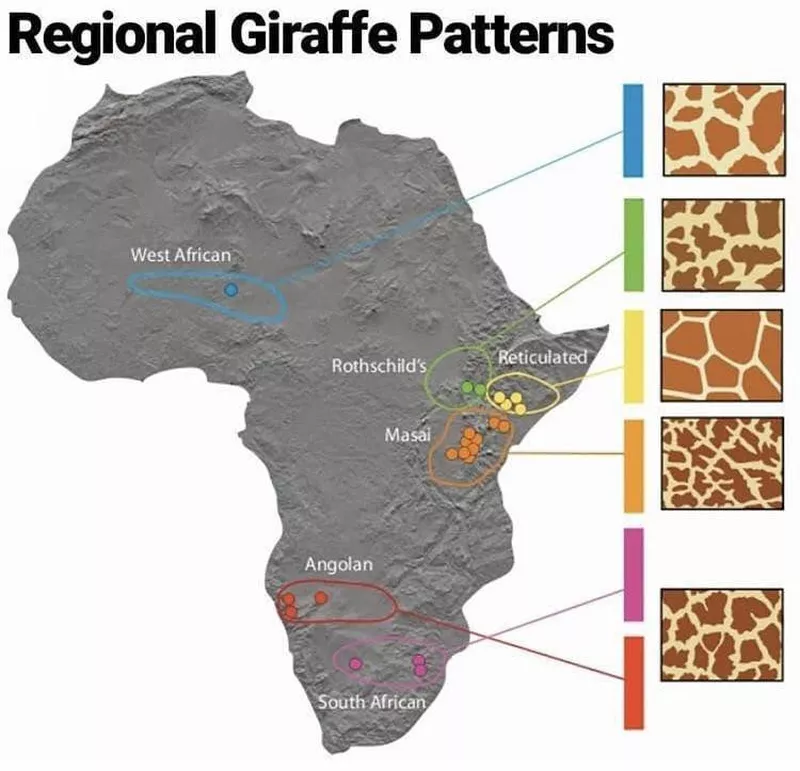 Regional Giraffe Patterns
West African
Rothschild's
Reticulated
Masai
Angolan
South African